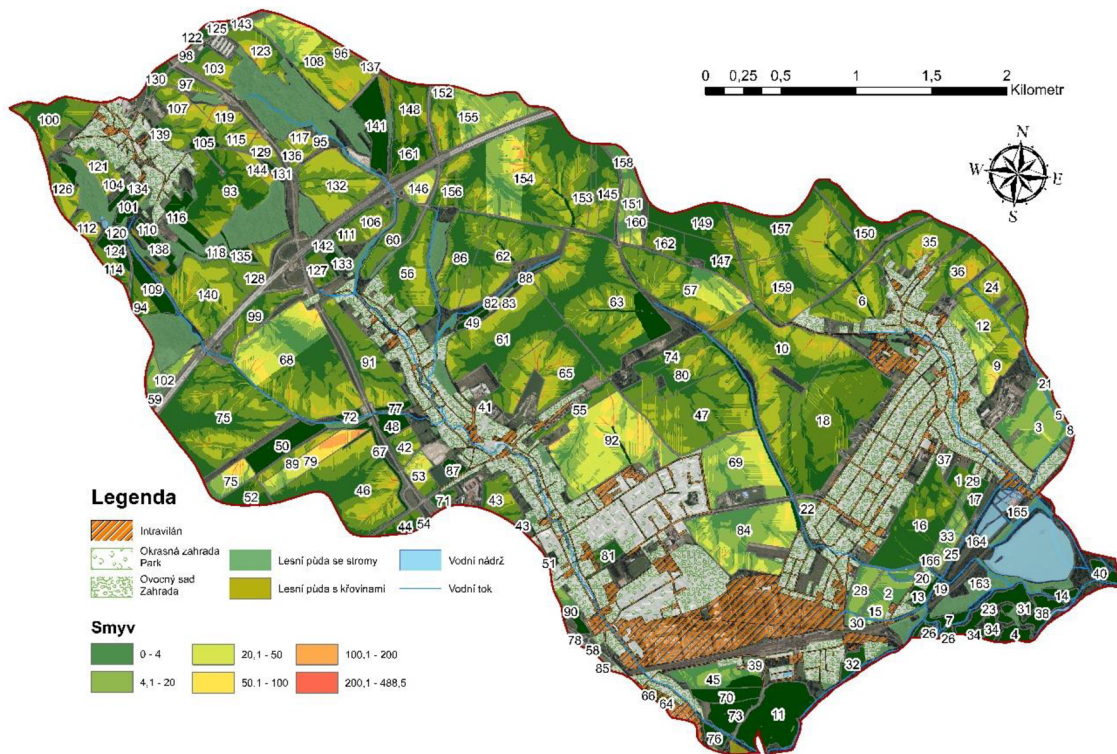 0 0,25 0,5 1 1,5 2
Kilometr
N
W E
S
122 125 143
98 103 123 108 96 137
130 97 152
100 107 119 148 155
139 105 115 117 95 141
129 136 161 158
121 104 144 131 132 146 156 154 153 145 151
126 134 93
101 116 106 160 149 157 150 35
112 120 110 142 111 60 162
124 138 118 135 133 86 62 147 36
114 128 127 56 88 57 159 24
109 140 82 83 63 6
94 99 49 12
68 61 10
91 74 9
102 65 80
59 41 55 47 18 21
75 72 77 5
50 48 92 3 8
89 79 67 42 69 37
75 53 87 1 29
52 46 22 16 17 165
71 43 84
44 54 43 33 164
51 81 166 25
28 2 20 19 163 40
90 15 13 14
30 7 23 31 38
78 58 26 26 34 34 4
85 39 32
45
66 64 70
73 11
76
Legenda
Intravilán
Okrasná zahrada
Park
Ovocný sad
Zahrada
Lesní půda se stromy
Lesní půda s křovinami
Vodní nádrž
Vodní tok
Smyv
0 - 4
4,1 - 20
20,1 - 50
50,1 - 100
100,1 - 200
200,1 - 488,5